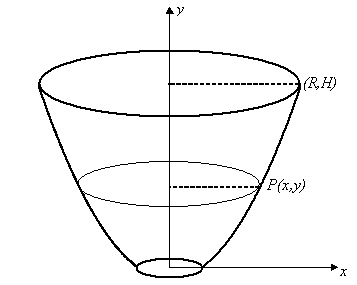 y
(R,H)
P(x,y)
x